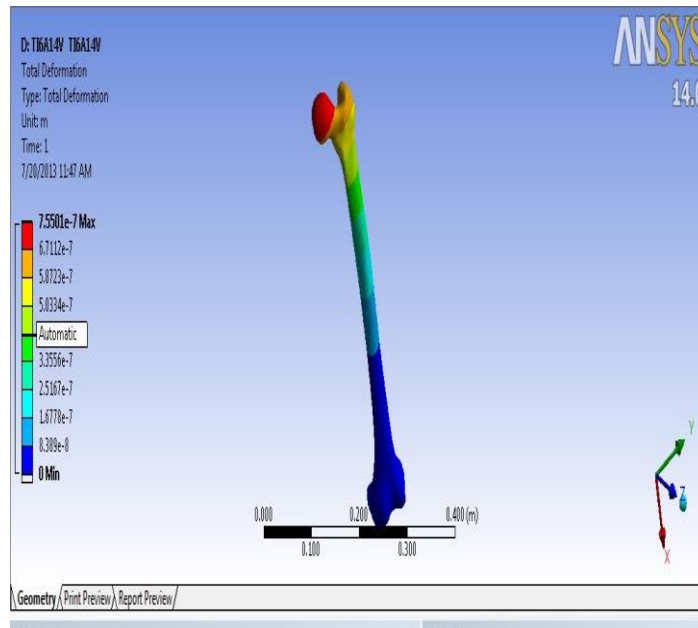 D: TI6A14V TI6A14V
Total Deformation
Type: Total Deformation
Unit: m
Time: 1
7/20/2013 11:47 AM
7.5501e-7 Max
6.7112e-7
5.8723e-7
5.0334e-7
Automatic
3.3556e-7
2.5167e-7
1.6778e-7
8.389e-8
0 Min
ANSYS
14.0
0.000 0.200 0.400 (m)
0.100 0.300
Y
Z
X
Geometry Print Preview Report Preview